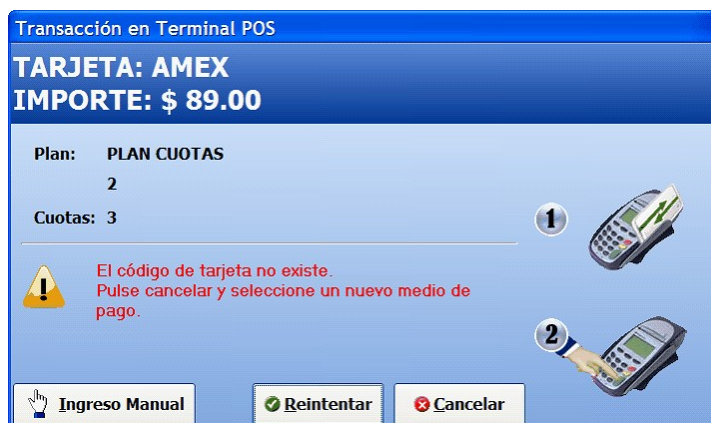 Transacción en Terminal POS
TARJETA: AMEX
IMPORTE: $ 89.00
Plan: PLAN CUOTAS
2
Cuotas: 3
1
El código de tarjeta no existe.
Pulse cancelar y seleccione un nuevo medio de
pago.
2
Ingreso Manual
Reintentar
Cancelar